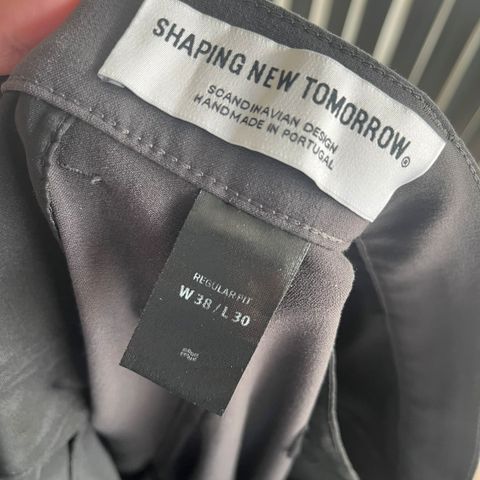 SHAPING NEW TOMORROW®
SCANDINAVIAN DESIGN
HANDMADE IN PORTUGAL
REGULAR FIT
W 38 / L 30